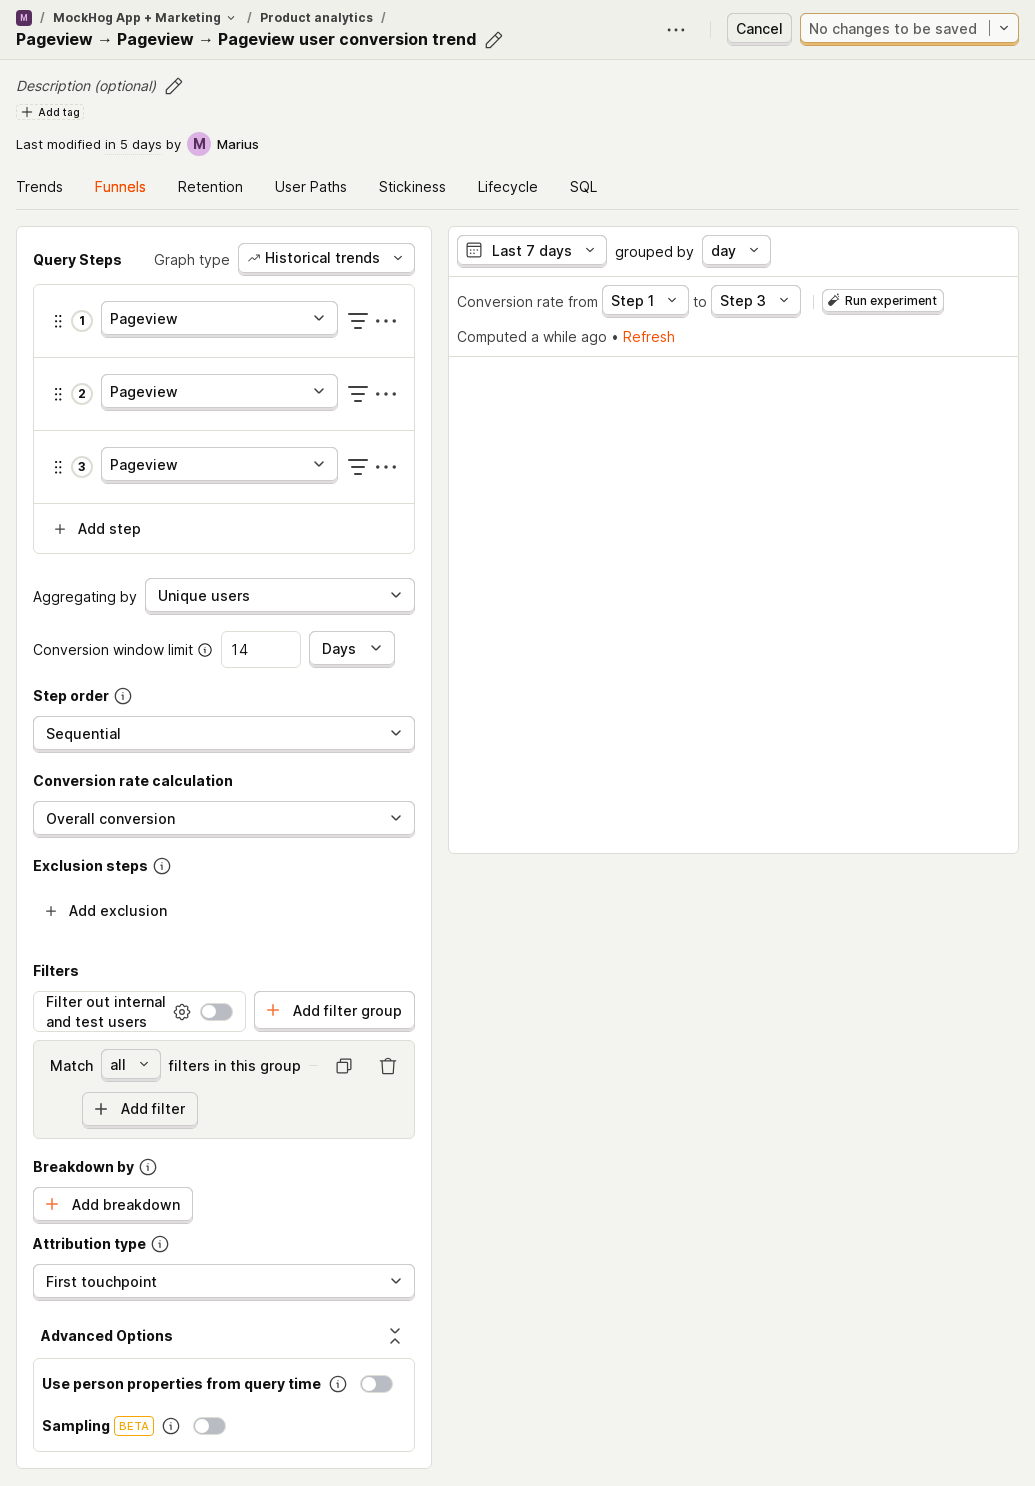 M / MockHog App + Marketing / Product analytics /
Pageview → Pageview → Pageview user conversion trend
Cancel
No changes to be saved
Description (optional)
Add tag
Last modified in 5 days by M Marius
Trends Funnels Retention User Paths Stickiness Lifecycle SQL
Query Steps Graph type Historical trends
1 Pageview
2 Pageview
3 Pageview
Add step
Aggregating by Unique users
Conversion window limit 14 Days
Step order
Sequential
Conversion rate calculation
Overall conversion
Exclusion steps
Add exclusion
Filters
Filter out internal
and test users
Add filter group
Match all filters in this group
Add filter
Breakdown by
Add breakdown
Attribution type
First touchpoint
Advanced Options
Use person properties from query time
Sampling BETA
Last 7 days grouped by day
Conversion rate from Step 1 to Step 3 Run experiment
Computed a while ago • Refresh